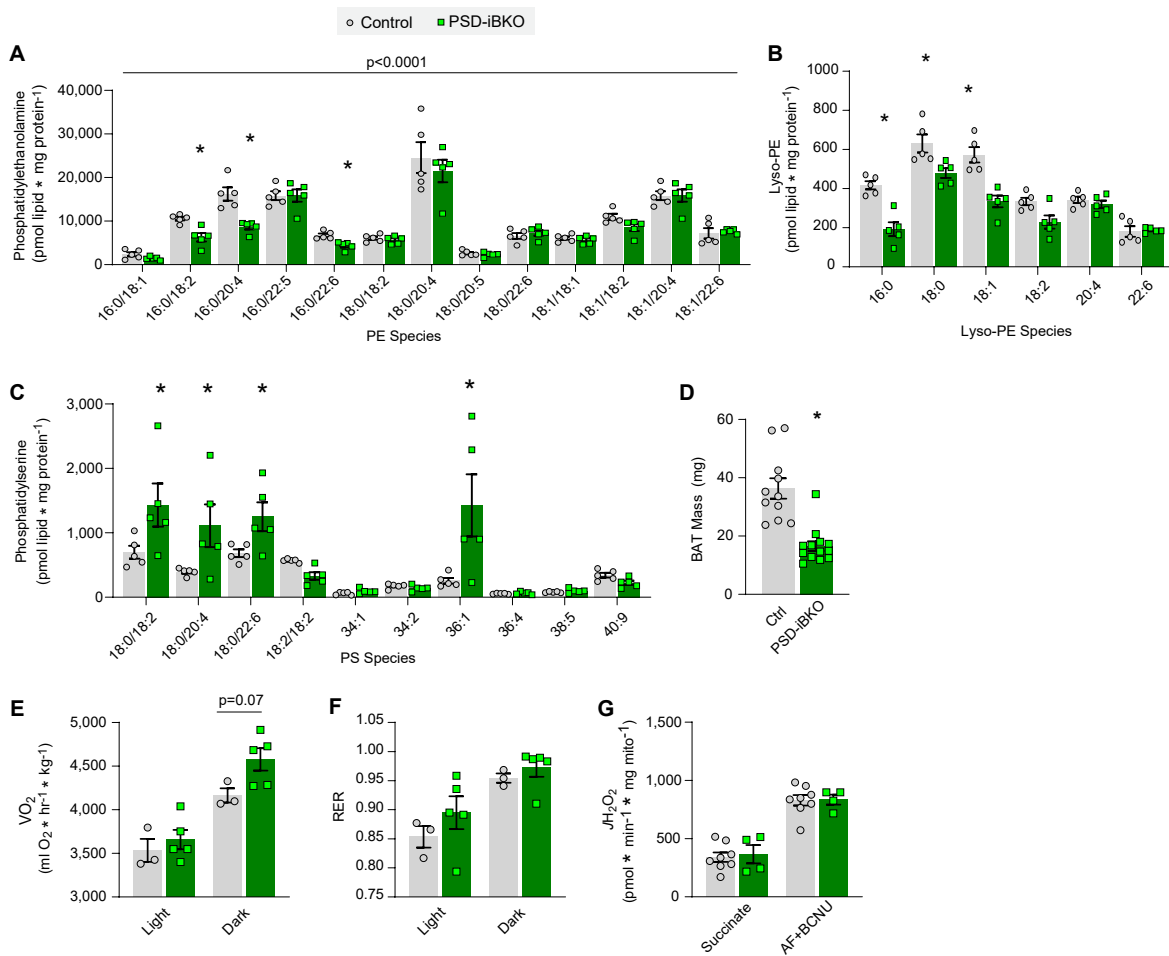 Control PSD-iBKO
A
p<0.0001
Phosphatidylethanolamine
(pmol lipid * mg protein-1)
40,000
30,000
20,000
10,000
0
16:0/18:1 16:0/18:2 16:0/20:4 16:0/22:5 16:0/22:6 18:0/18:2 18:0/20:4 18:0/20:5 18:0/22:6 18:1/18:1 18:1/18:2 18:1/20:4 18:1/22:6
* * *
PE Species
B
Lyso-PE
(pmol lipid * mg protein-1)
1000
800
600
400
200
0
* * *
16:0 18:0 18:1 18:2 20:4 22:6
Lyso-PE Species
C
Phosphatidylserine
(pmol lipid * mg protein-1)
3,000
2,000
1,000
0
* * * *
18:0/18:2 18:0/20:4 18:0/22:6 18:2/18:2 34:1 34:2 36:1 36:4 38:5 40:9
PS Species
D
BAT Mass (mg)
60
40
20
0
*
Ctrl PSD-iBKO
E
p=0.07
VO2
(ml O2 * hr-1 * kg-1)
5,000
4,500
4,000
3,500
3,000
Light Dark
F
RER
1.05
1.00
0.95
0.90
0.85
0.80
0.75
Light Dark
G
JH2O2
(pmol * min-1 * mg mito-1)
1,500
1,000
500
0
Succinate AF+BCNU